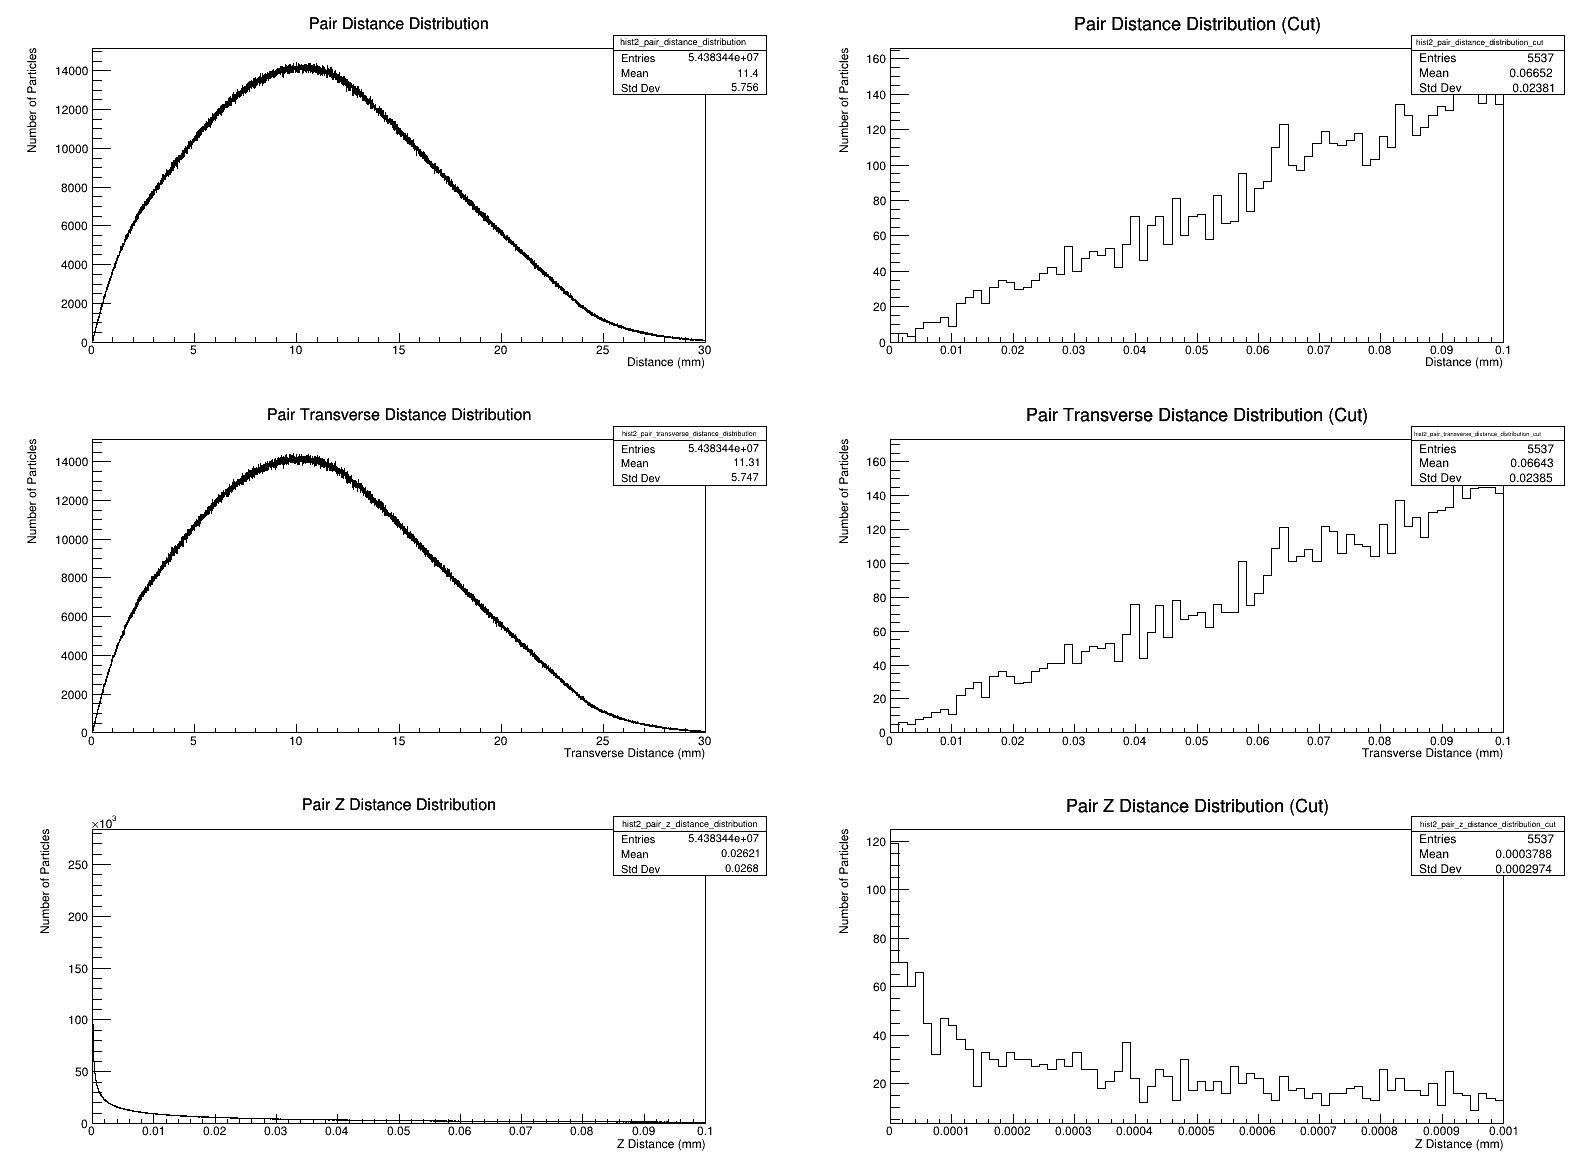 Pair Distance Distribution
hist2_pair_distance_distribution
Entries 5.438344e+07
Mean 11.4
Std Dev 5.756
Number of Particles
14000
12000
10000
8000
6000
4000
2000
0
0 5 10 15 20 25 30
Distance (mm)
Pair Distance Distribution (Cut)
hist2_pair_distance_distribution_cut
Entries 5537
Mean 0.06652
Std Dev 0.02381
Number of Particles
160
140
120
100
80
60
40
20
0
0 0.01 0.02 0.03 0.04 0.05 0.06 0.07 0.08 0.09 0.1
Distance (mm)
Pair Transverse Distance Distribution
hist2_pair_transverse_distance_distribution
Entries 5.438344e+07
Mean 11.31
Std Dev 5.747
Number of Particles
14000
12000
10000
8000
6000
4000
2000
0
0 5 10 15 20 25 30
Transverse Distance (mm)
Pair Transverse Distance Distribution (Cut)
hist2_pair_transverse_distance_distribution_cut
Entries 5537
Mean 0.06643
Std Dev 0.02385
Number of Particles
160
140
120
100
80
60
40
20
0
0 0.01 0.02 0.03 0.04 0.05 0.06 0.07 0.08 0.09 0.1
Transverse Distance (mm)
Pair Z Distance Distribution
hist2_pair_z_distance_distribution
Entries 5.438344e+07
Mean 0.02621
Std Dev 0.0268
×10³
Number of Particles
250
200
150
100
50
0
0 0.01 0.02 0.03 0.04 0.05 0.06 0.07 0.08 0.09 0.1
Z Distance (mm)
Pair Z Distance Distribution (Cut)
hist2_pair_z_distance_distribution_cut
Entries 5537
Mean 0.0003788
Std Dev 0.0002974
Number of Particles
120
100
80
60
40
20
0 0.0001 0.0002 0.0003 0.0004 0.0005 0.0006 0.0007 0.0008 0.0009 0.001
Z Distance (mm)